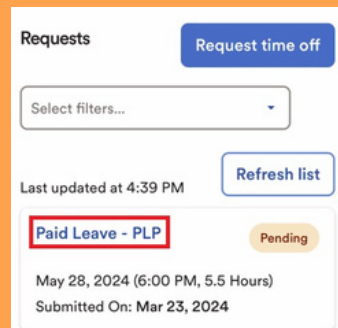 Requests
Request time off
Select filters...
Last updated at 4:39 PM
Refresh list
Paid Leave - PLP
Pending
May 28, 2024 (6:00 PM, 5.5 Hours)
Submitted On: Mar 23, 2024